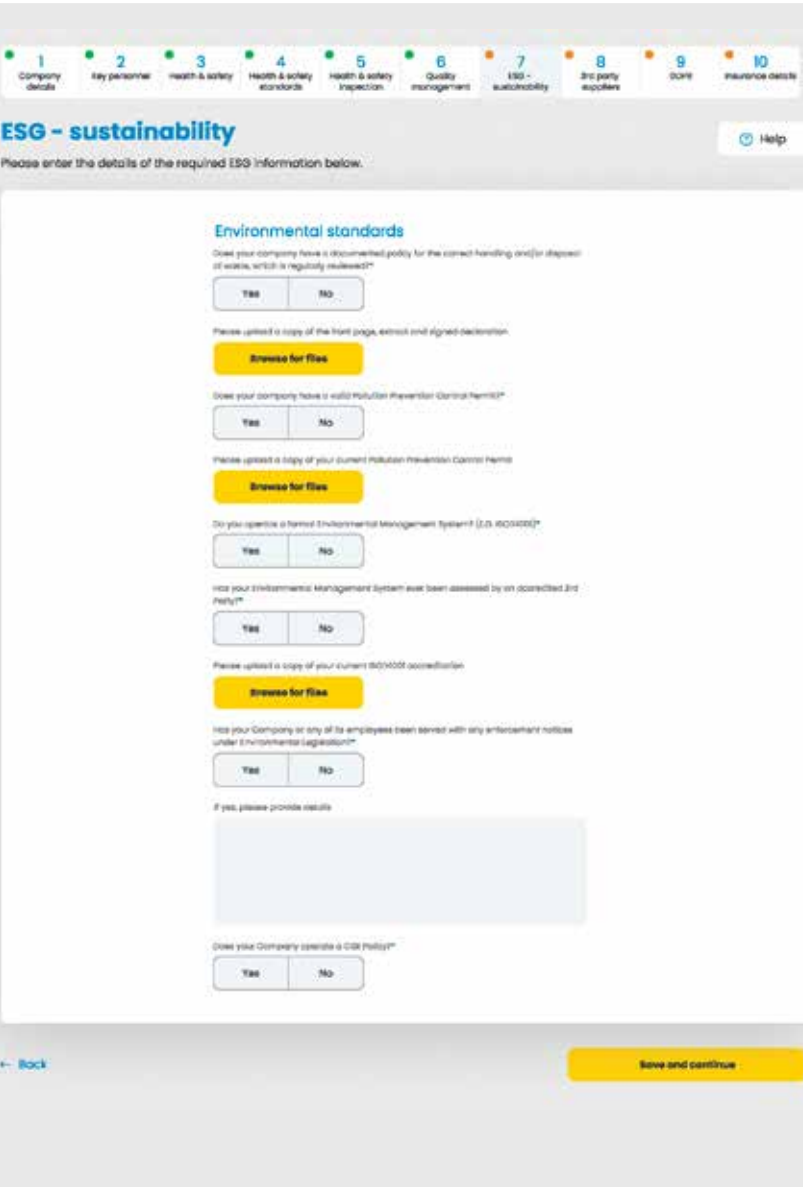 1
Company
details
2
Key personnel
3
Health & safety
4
Health & safety
standards
5
Health & safety
inspection
6
Quality
management
7
ESG -
sustainability
8
3rd party
suppliers
9
GDPR
10
Insurance details
ESG - sustainability
Help
Please enter the details of the required ESG information below.
Environmental standards
Does your company have a documented policy for the correct handling and/or disposal
of waste, which is regularly reviewed?*
Yes No
Please upload a copy of the front page, extract and signed declaration
Browse for files
Does your company have a valid Pollution Prevention Control Permit?*
Yes No
Please upload a copy of your current Pollution Prevention Control Permit
Browse for files
Do you operate a formal Environmental Management System? (E.G. ISO14001)*
Yes No
Has your Environmental Management System ever been assessed by an accredited 3rd
Party?*
Yes No
Please upload a copy of your current ISO14001 accreditation
Browse for files
Has your Company or any of its employees been served with any enforcement notices
under Environmental Legislation?*
Yes No
If yes, please provide details
Does your Company operate a CSR Policy?*
Yes No
← Back
Save and continue